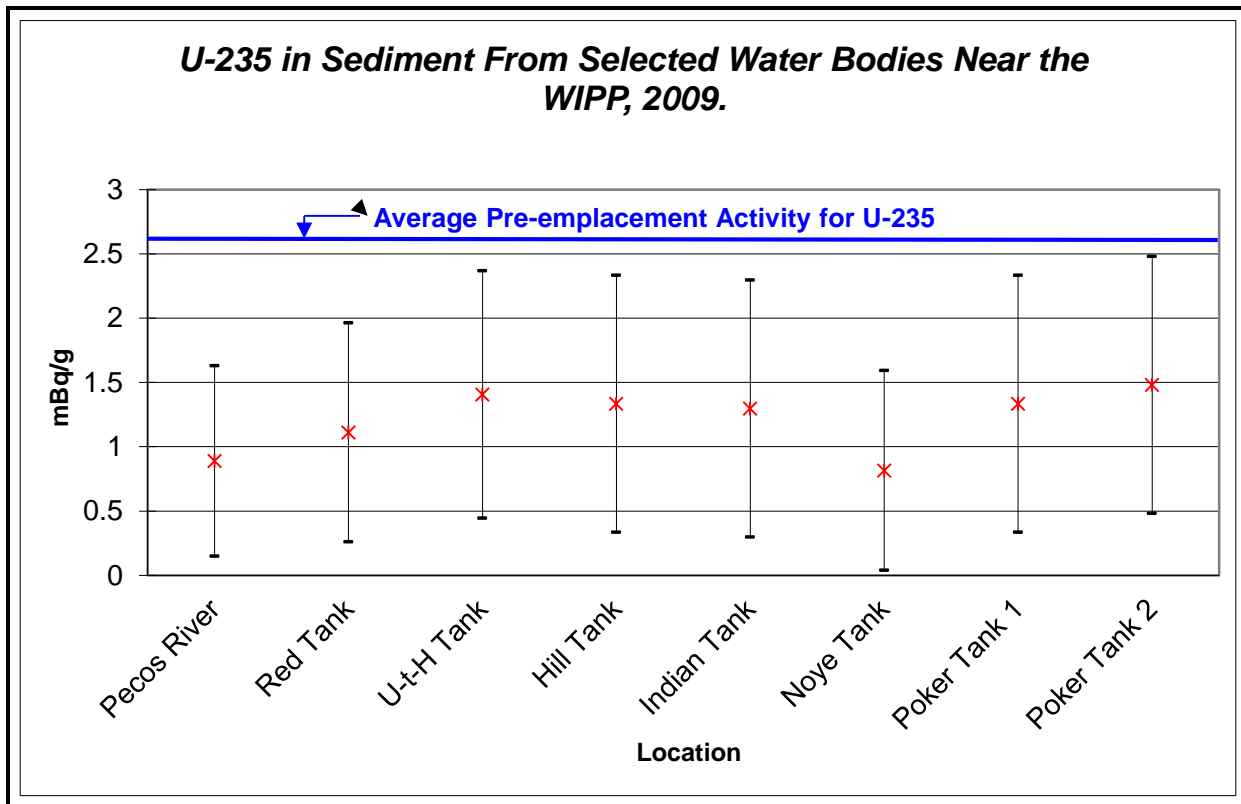 U-235 in Sediment From Selected Water Bodies Near the
WIPP, 2009.
3
Average Pre-emplacement Activity for U-235
2.5
2
1.5
1
0.5
0
mBq/g
Pecos River
Red Tank
U-t-H Tank
Hill Tank
Indian Tank
Noye Tank
Poker Tank 1
Poker Tank 2
Location